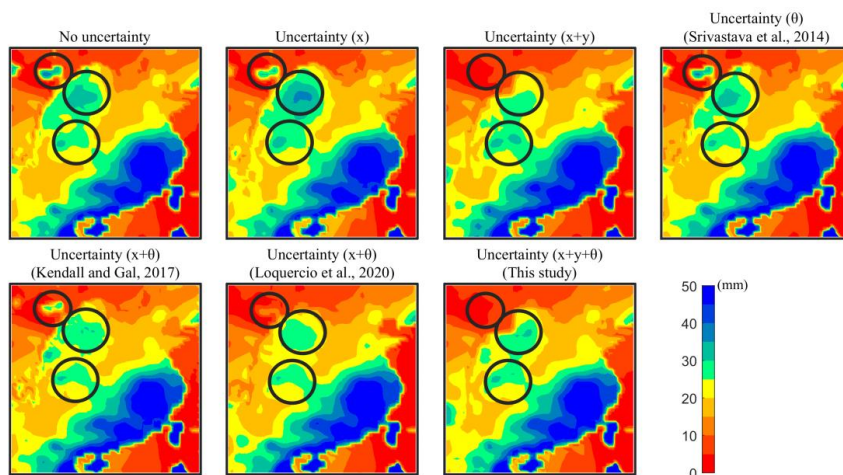 No uncertainty
Uncertainty (x)
Uncertainty (x+y)
Uncertainty (θ)
(Srivastava et al., 2014)
Uncertainty (x+θ)
(Kendall and Gal, 2017)
Uncertainty (x+θ)
(Loquercio et al., 2020)
Uncertainty (x+y+θ)
(This study)
50 (mm)
40
30
20
10
0